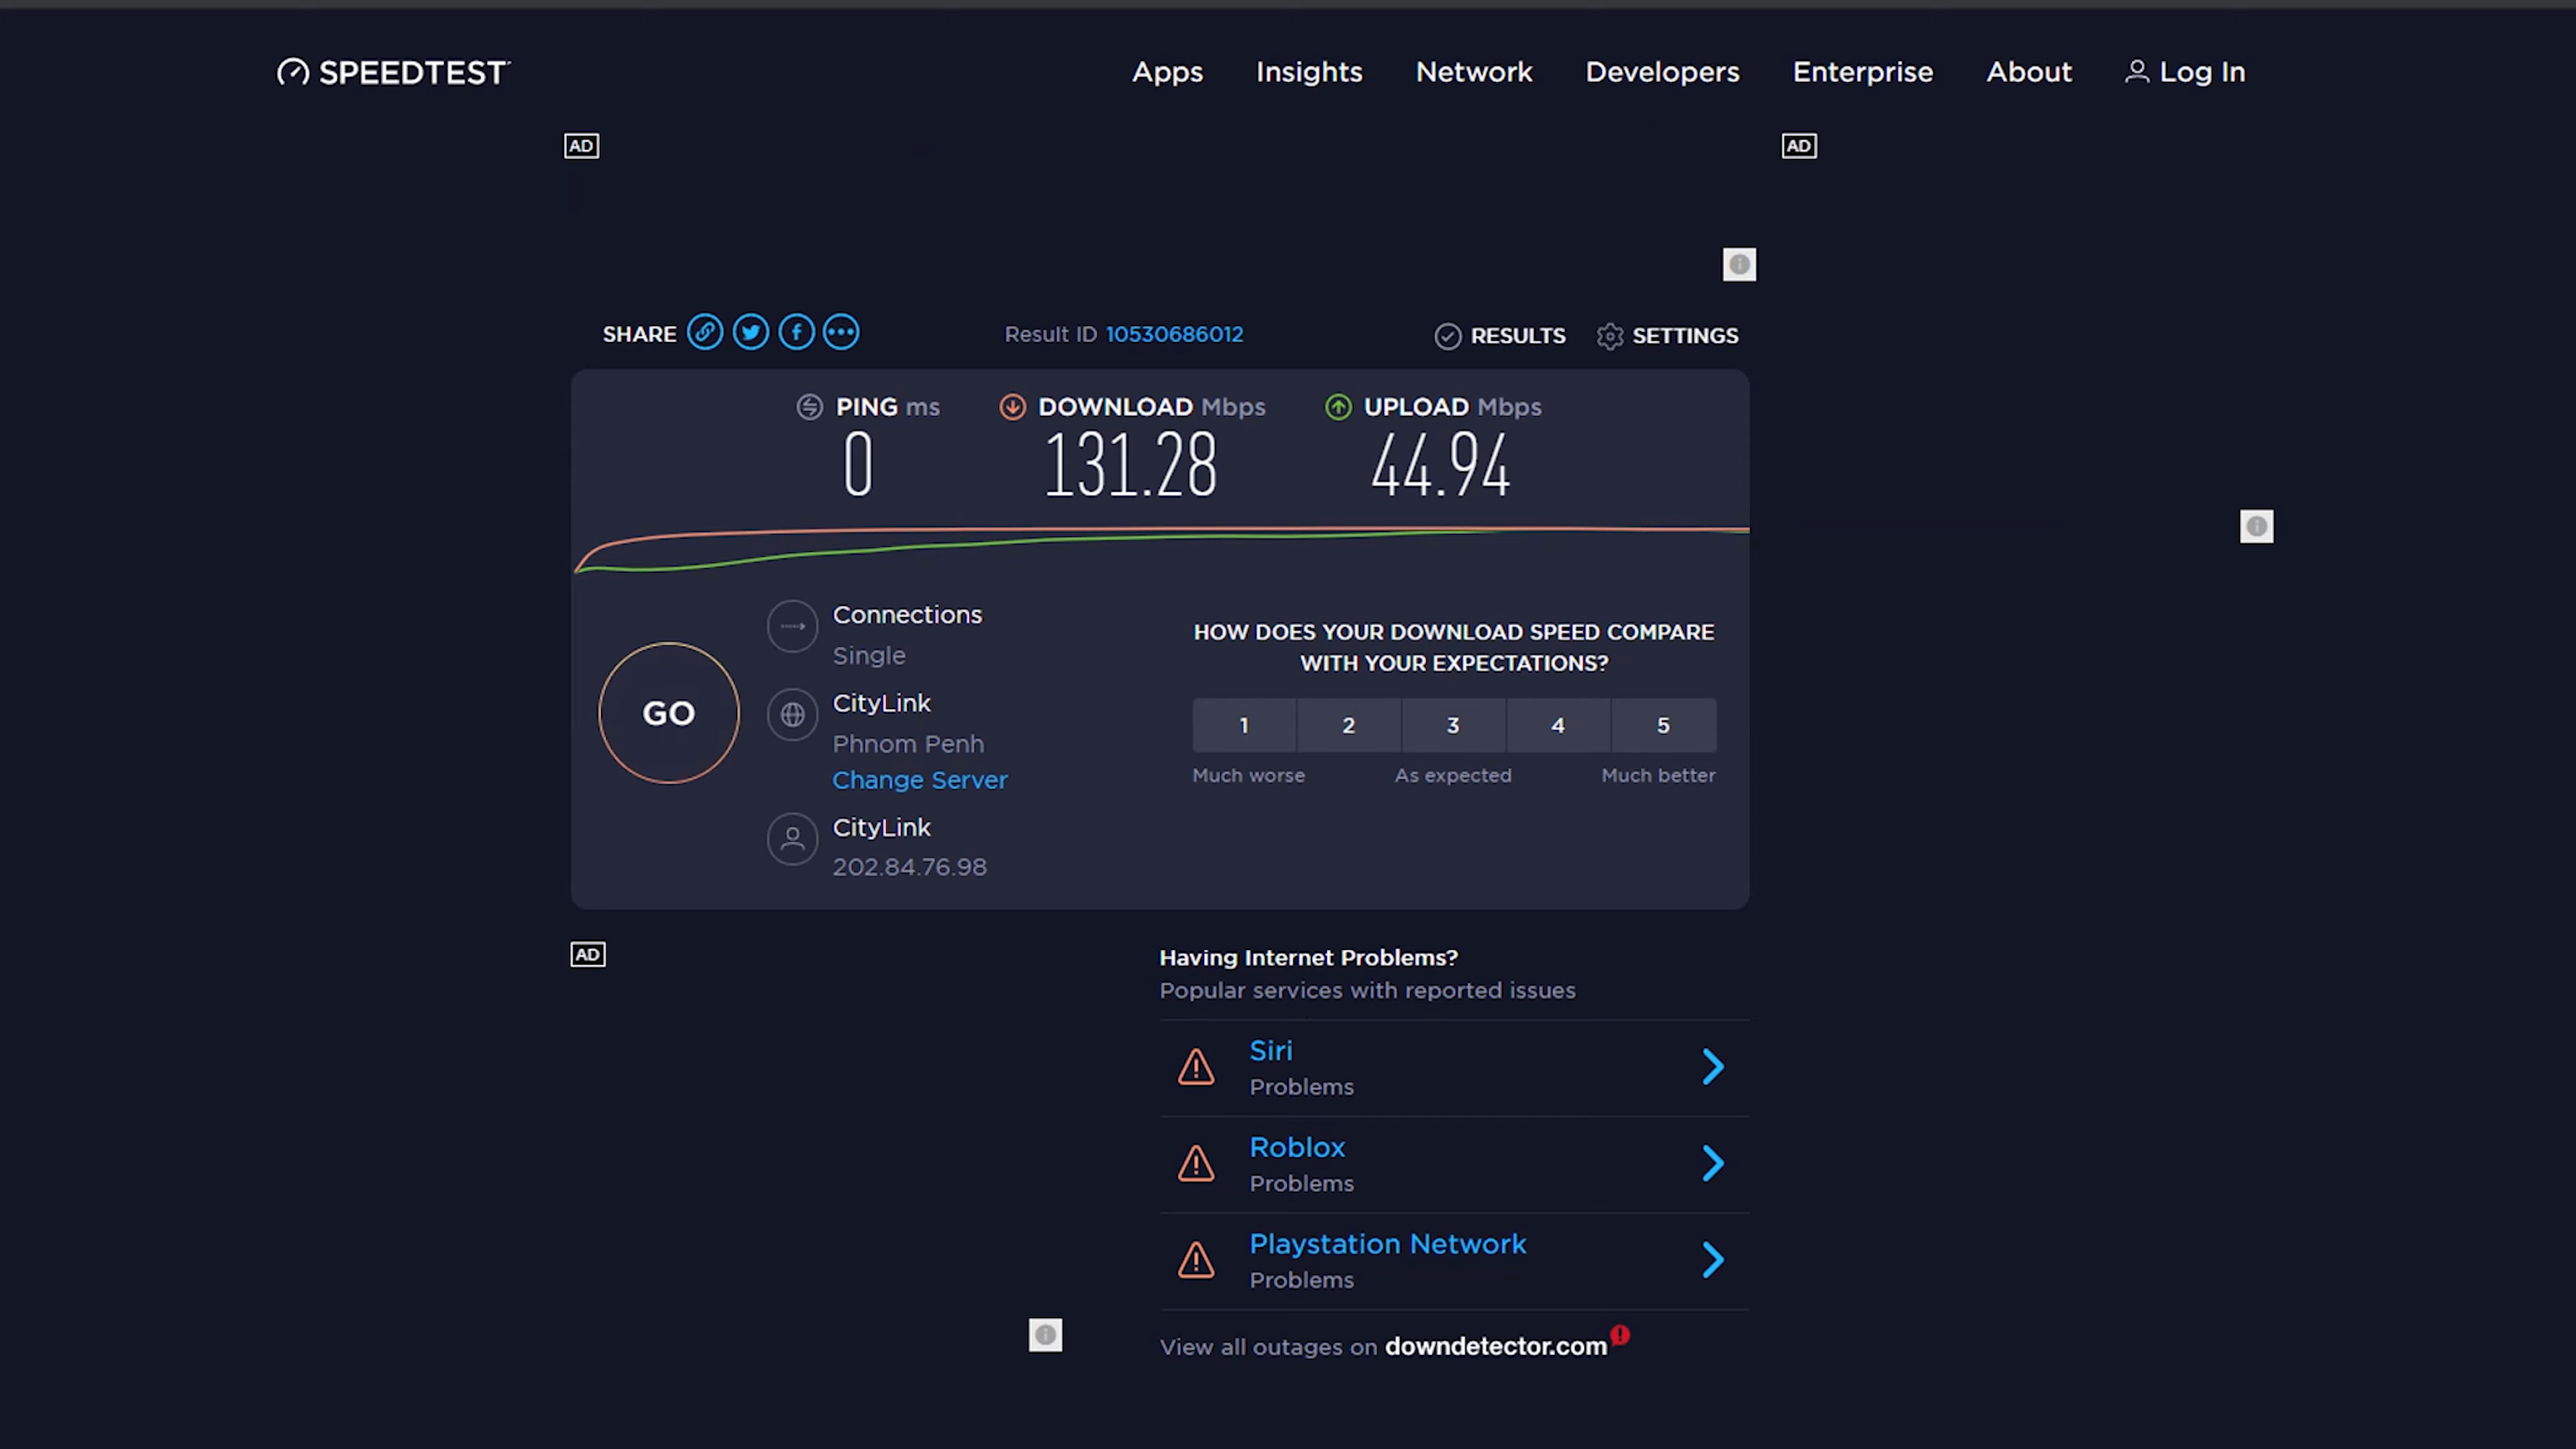 SPEEDTEST
Apps Insights Network Developers Enterprise About Log In
AD
AD
SHARE
Result ID 10530686012
RESULTS
SETTINGS
PING ms
0
DOWNLOAD Mbps
131.28
UPLOAD Mbps
44.94
GO
Connections
Single
CityLink
Phnom Penh
Change Server
CityLink
202.84.76.98
HOW DOES YOUR DOWNLOAD SPEED COMPARE
WITH YOUR EXPECTATIONS?
1 2 3 4 5
Much worse As expected Much better
AD
Having Internet Problems?
Popular services with reported issues
Siri
Problems
Roblox
Problems
Playstation Network
Problems
View all outages on downdetector.com